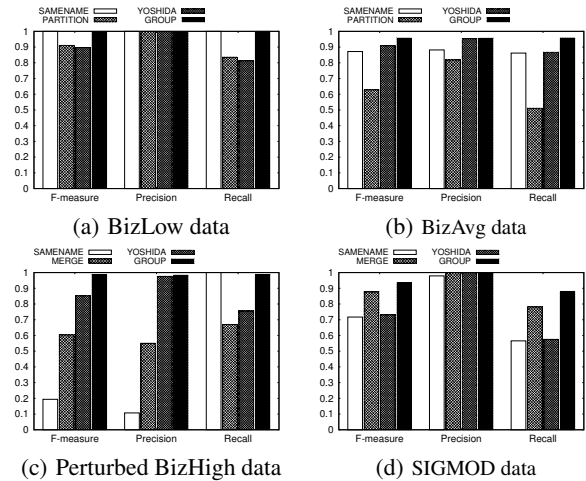 SAMENAME YOSHIDA
PARTITION GROUP
1
0.9
0.8
0.7
0.6
0.5
0.4
0.3
0.2
0.1
0
F-measure Precision Recall
(a) BizLow data
SAMENAME YOSHIDA
PARTITION GROUP
1
0.9
0.8
0.7
0.6
0.5
0.4
0.3
0.2
0.1
0
F-measure Precision Recall
(b) BizAvg data
SAMENAME YOSHIDA
MERGE GROUP
1
0.9
0.8
0.7
0.6
0.5
0.4
0.3
0.2
0.1
0
F-measure Precision Recall
(c) Perturbed BizHigh data
SAMENAME YOSHIDA
MERGE GROUP
1
0.9
0.8
0.7
0.6
0.5
0.4
0.3
0.2
0.1
0
F-measure Precision Recall
(d) SIGMOD data